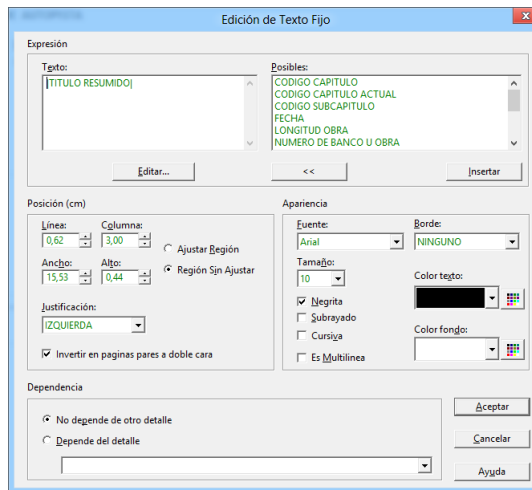 Edición de Texto Fijo
x
Expresión
Texto:
|TITULO RESUMIDO|
Editar...
Posibles:
CODIGO CAPITULO
CODIGO CAPITULO ACTUAL
CODIGO SUBCAPITULO
FECHA
LONGITUD OBRA
NUMERO DE BANCO U OBRA
<<
Insertar
Posición (cm)
Línea: Columna:
0,62 3,00
Ancho: Alto:
15,53 0,44
Ajustar Región
Región Sin Ajustar
Justificación:
IZQUIERDA
Invertir en paginas pares a doble cara
Apariencia
Fuente: Borde:
Arial NINGUNO
Tamaño:
10
Color texto:
Negrita
Subrayado
Cursiva
Color fondo:
Es Multilinea
Dependencia
No depende de otro detalle
Depende del detalle
Aceptar
Cancelar
Ayuda